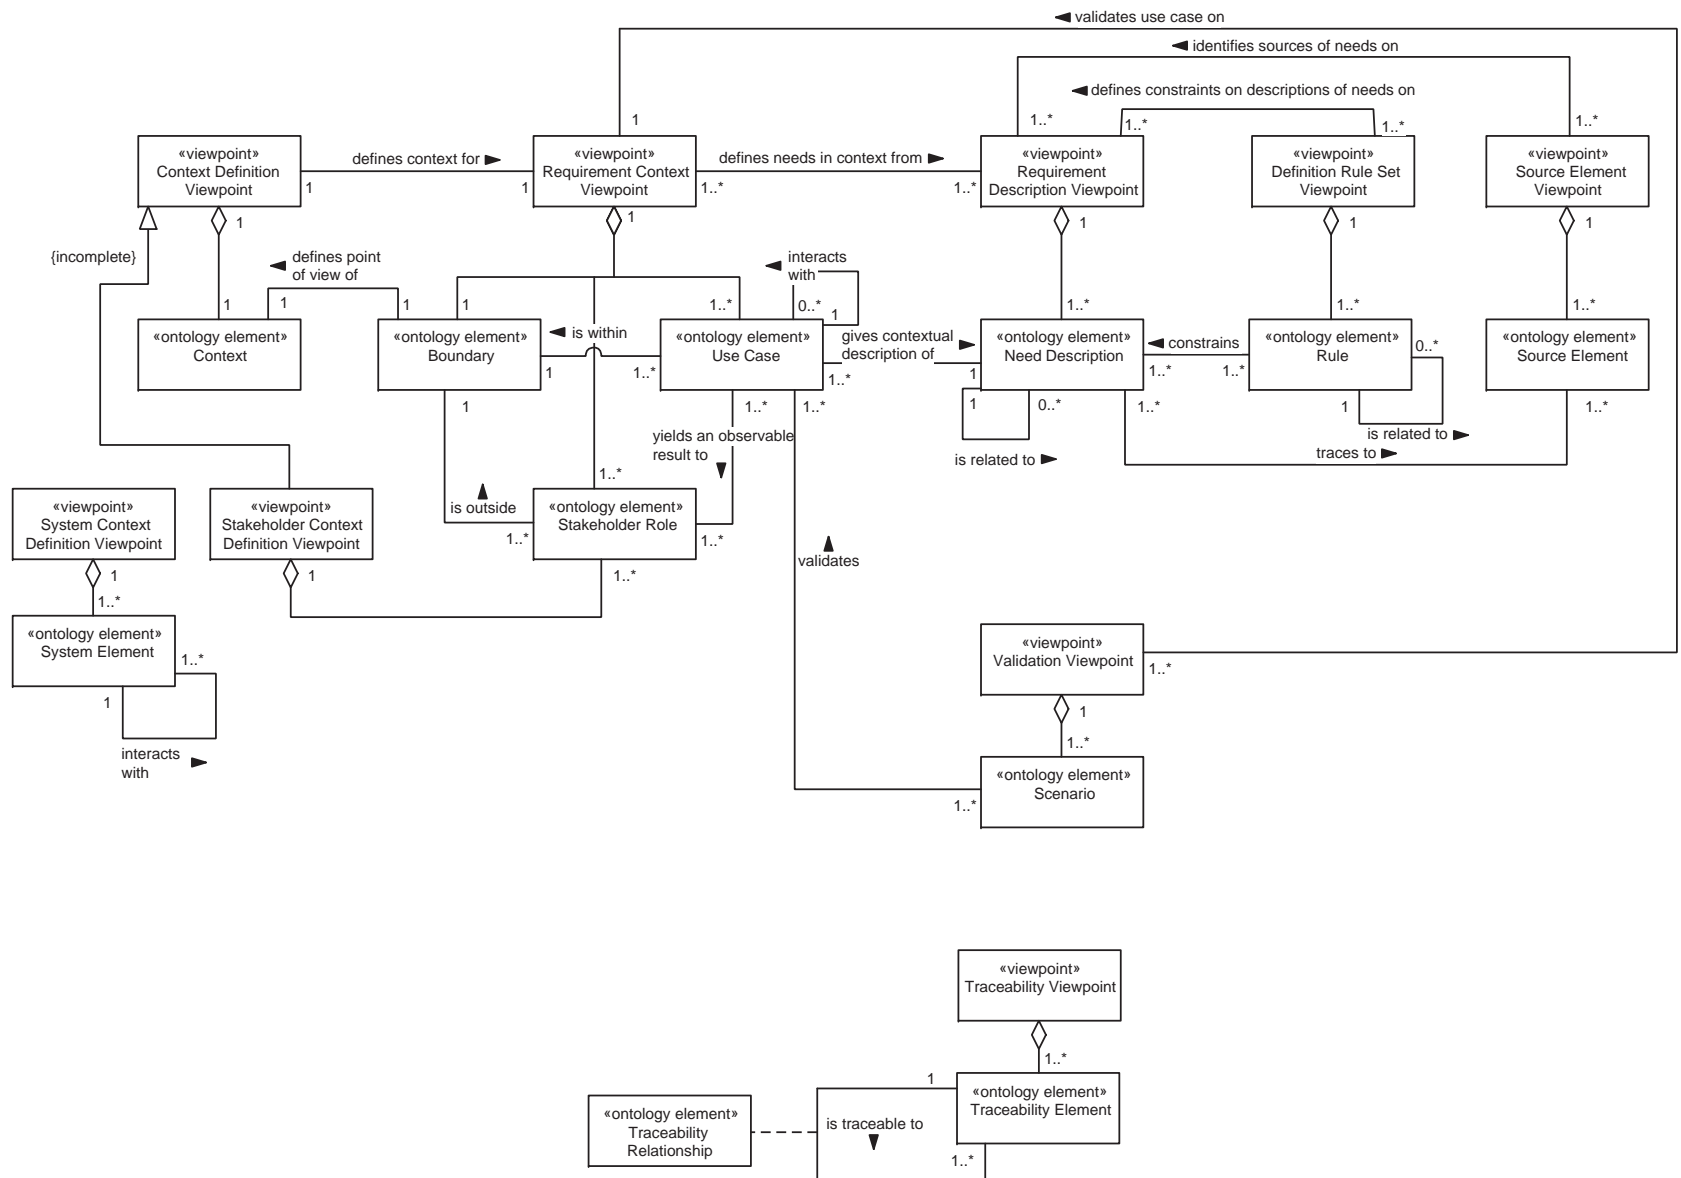 validates use case on
identifies sources of needs on
defines constraints on descriptions of needs on
1
1..*
1..*
1..*
1..*
«viewpoint»
Context Definition
Viewpoint
defines context for
1
1
«viewpoint»
Requirement Context
Viewpoint
defines needs in context from
1..*
1..*
«viewpoint»
Requirement
Description Viewpoint
«viewpoint»
Definition Rule Set
Viewpoint
«viewpoint»
Source Element
Viewpoint
1
1
1
1
1
{incomplete}
defines point
of view of
interacts
with
1
1
1
1
1..*
0..*
1
1..*
1..*
1..*
«ontology element»
Context
«ontology element»
Boundary
is within
1
1..*
«ontology element»
Use Case
gives contextual
description of
1..*
1
«ontology element»
Need Description
constrains
1..*
1..*
«ontology element»
Rule
0..*
1
is related to
«ontology element»
Source Element
1
1..*
1..*
1
0..*
is related to
1..*
traces to
1..*
yields an observable
result to
1..*
is outside
1..*
«ontology element»
Stakeholder Role
1..*
1..*
«viewpoint»
System Context
Definition Viewpoint
«viewpoint»
Stakeholder Context
Definition Viewpoint
1
1
1..*
validates
«ontology element»
System Element
1..*
1
interacts
with
«viewpoint»
Validation Viewpoint
1..*
1
1..*
«ontology element»
Scenario
1..*
«viewpoint»
Traceability Viewpoint
1..*
1
«ontology element»
Traceability Element
«ontology element»
Traceability
Relationship
is traceable to
1..*